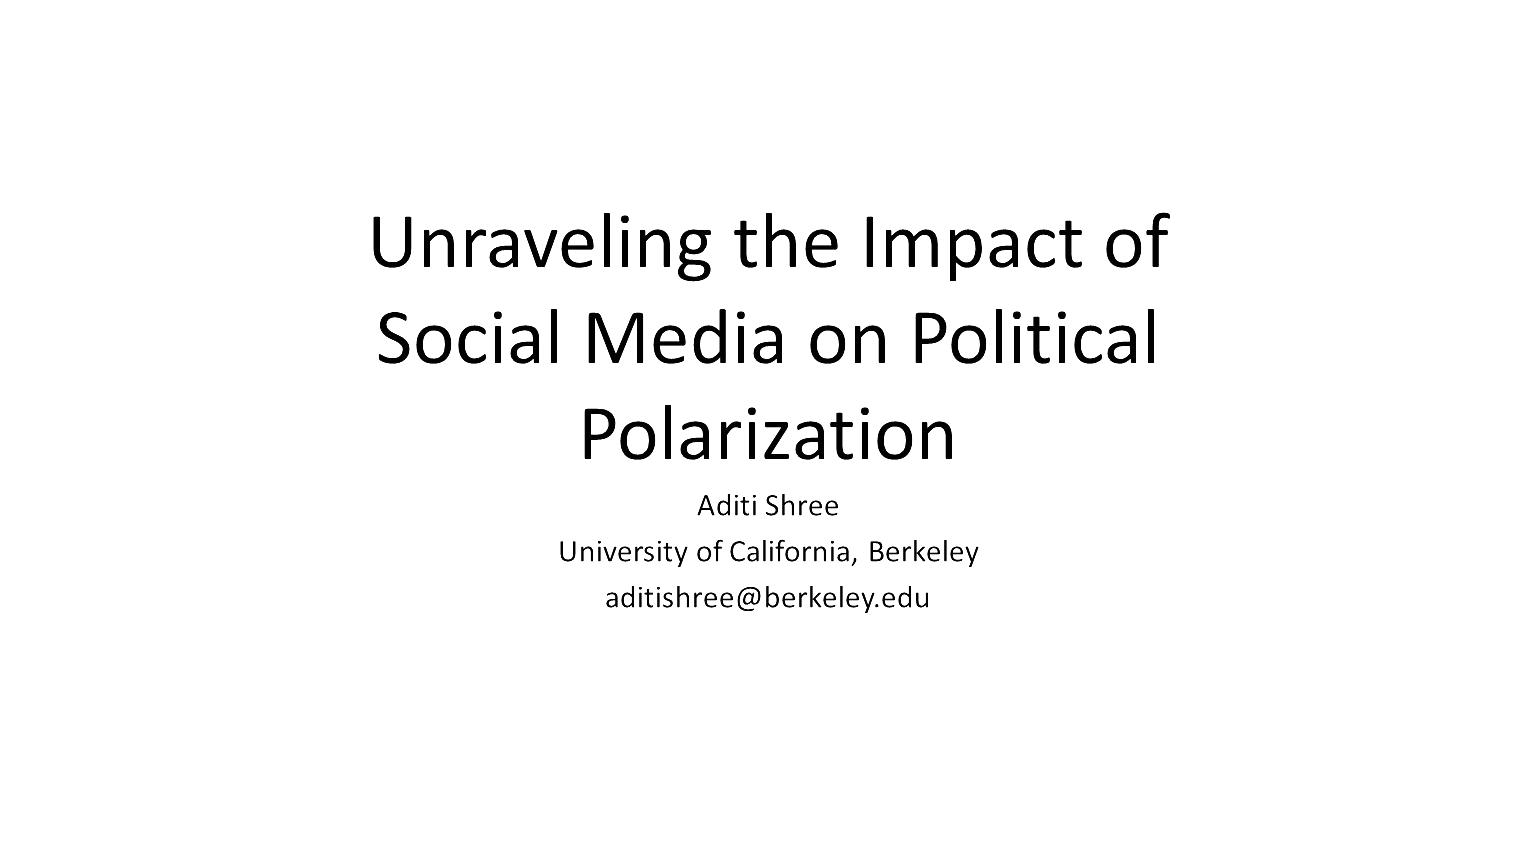 Unraveling the Impact of
Social Media on Political
Polarization
Aditi Shree
University of California, Berkeley
aditishree@berkeley.edu